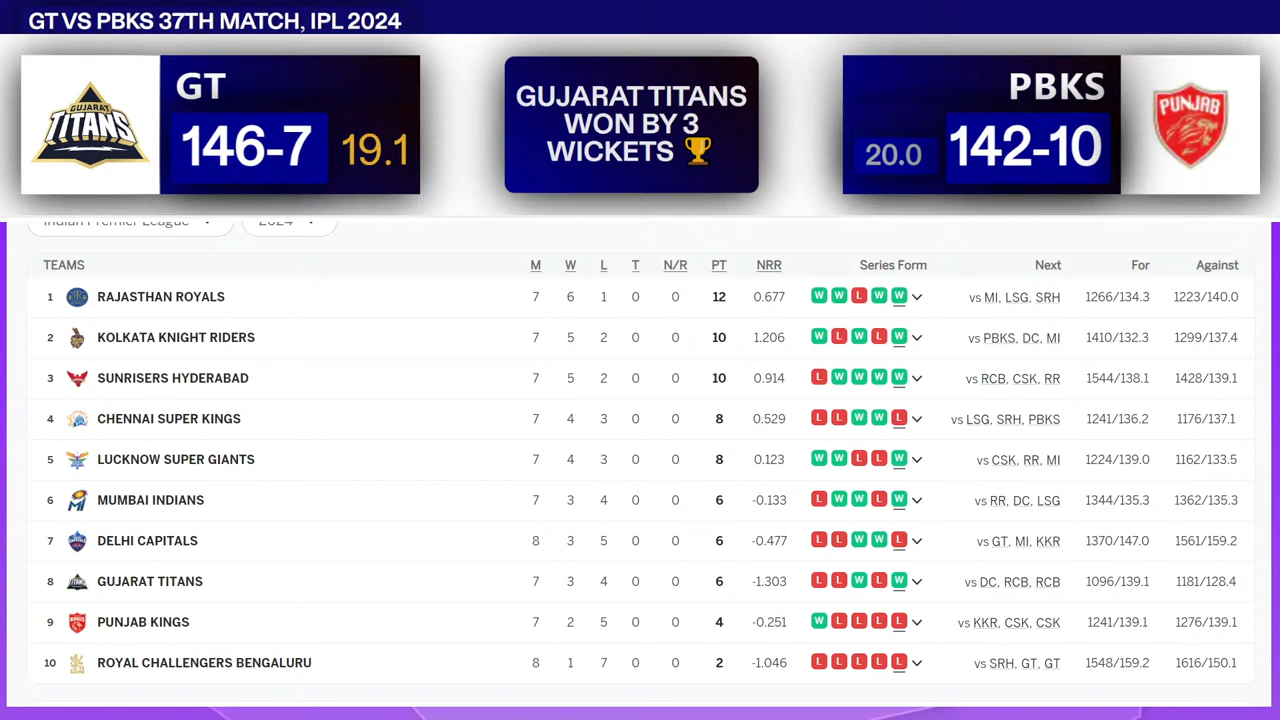 GT VS PBKS 37TH MATCH, IPL 2024
GUJARAT
TITANS
GT
146-7
19.1
GUJARAT TITANS
WON BY 3
WICKETS 🏆
20.0
PBKS
142-10
PUNJAB
Indian Premier League 2024
TEAMS M W L T N/R PT NRR Series Form Next For Against
1 RAJASTHAN ROYALS 7 6 1 0 0 12 0.677 W W L W W vs MI, LSG, SRH 1266/134.3 1223/140.0
2 KOLKATA KNIGHT RIDERS 7 5 2 0 0 10 1.206 W L W L W vs PBKS, DC, MI 1410/132.3 1299/137.4
3 SUNRISERS HYDERABAD 7 5 2 0 0 10 0.914 L W W W W vs RCB, CSK, RR 1544/138.1 1428/139.1
4 CHENNAI SUPER KINGS 7 4 3 0 0 8 0.529 L L W W L vs LSG, SRH, PBKS 1241/136.2 1176/137.1
5 LUCKNOW SUPER GIANTS 7 4 3 0 0 8 0.123 W W L L W vs CSK, RR, MI 1224/139.0 1162/133.5
6 MUMBAI INDIANS 7 3 4 0 0 6 -0.133 L W W L W vs RR, DC, LSG 1344/135.3 1362/135.3
7 DELHI CAPITALS 8 3 5 0 0 6 -0.477 L L W W L vs GT, MI, KKR 1370/147.0 1561/159.2
8 GUJARAT TITANS 7 3 4 0 0 6 -1.303 L L W L W vs DC, RCB, RCB 1096/139.1 1181/128.4
9 PUNJAB KINGS 7 2 5 0 0 4 -0.251 W L L L L vs KKR, CSK, CSK 1241/139.1 1276/139.1
10 ROYAL CHALLENGERS BENGALURU 8 1 7 0 0 2 -1.046 L L L L L vs SRH, GT, GT 1548/159.2 1616/150.1